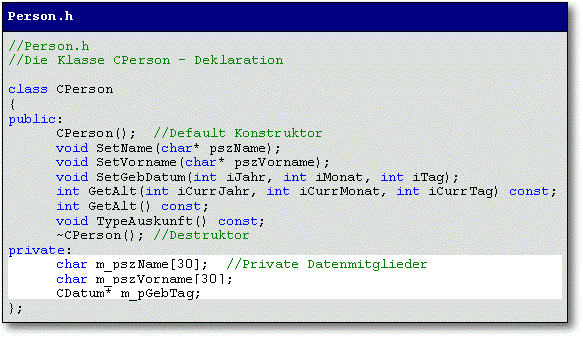 Person.h
//Person.h
//Die Klasse CPerson - Deklaration
class CPerson
{
public:
CPerson();  //Default Konstruktor
void SetName(char* pszName);
void SetVorname(char* pszVorname);
void SetGebDatum(int iJahr, int iMonat, int iTag);
int GetAlt(int iCurrJahr, int iCurrMonat, int iCurrTag) const;
int GetAlt() const;
void TypeAuskunft() const;
~CPerson(); //Destruktor
private:
char m_pszName[30];  //Private Datenmitglieder
char m_pszVorname[30];
CDatum* m_pGebTag;
};